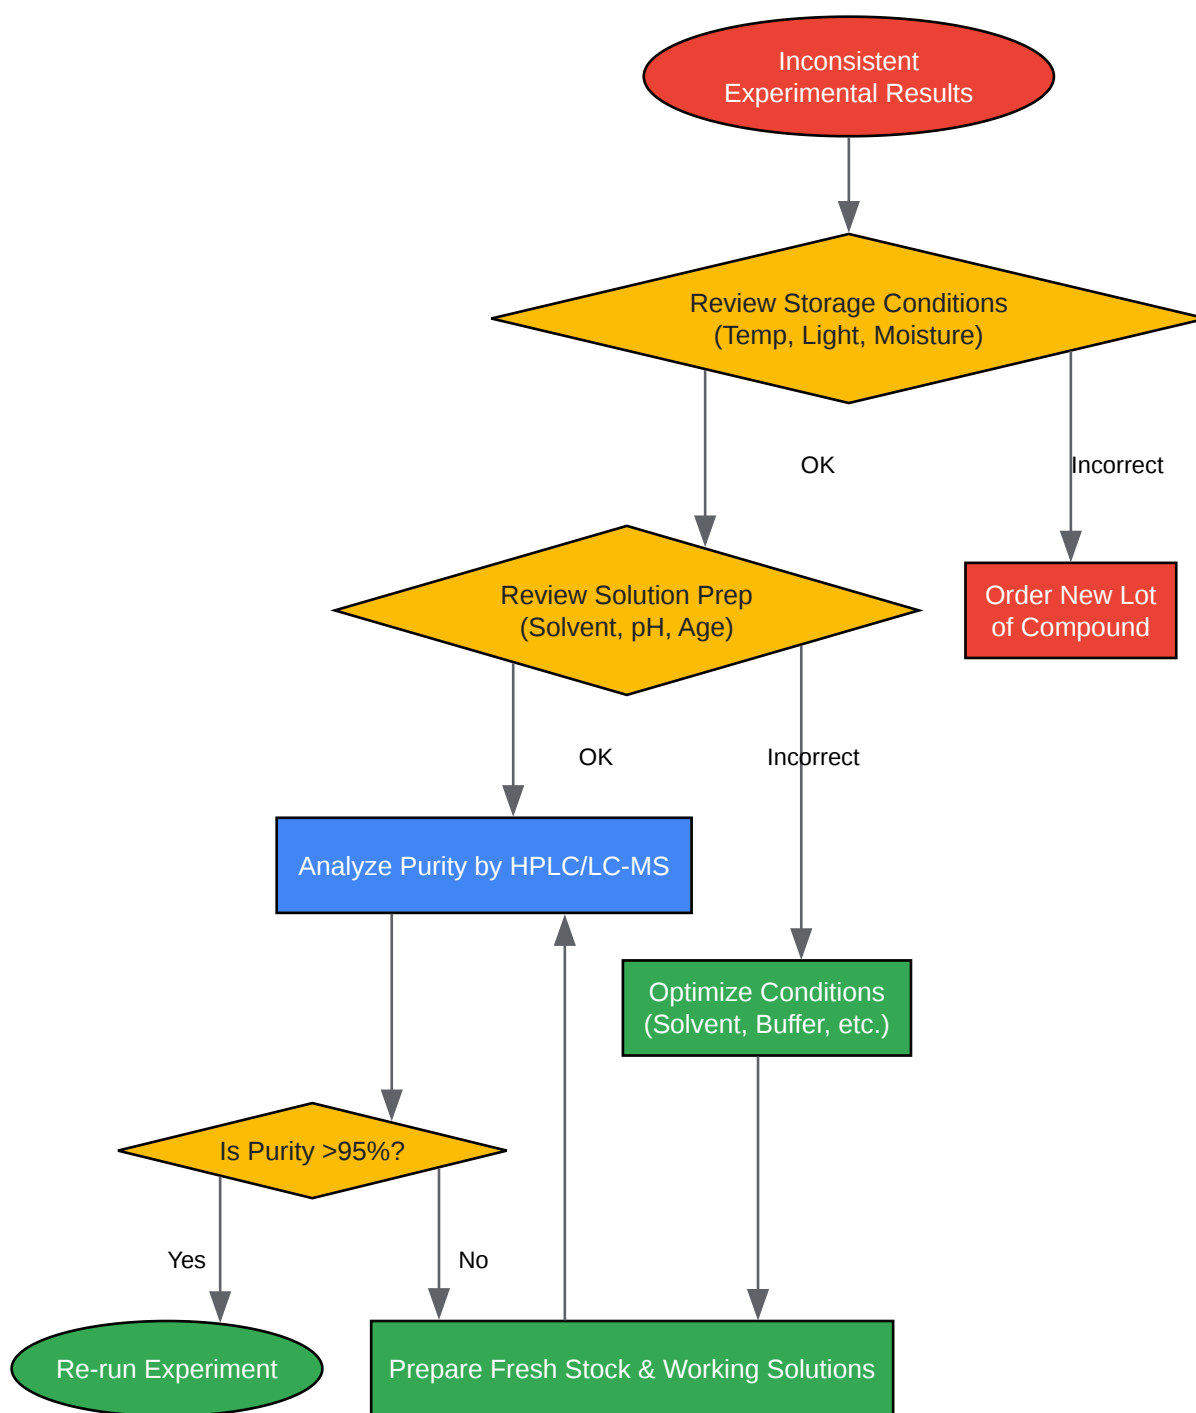 Inconsistent
Experimental Results
Review Storage Conditions
(Temp, Light, Moisture)
OK
Incorrect
Review Solution Prep
(Solvent, pH, Age)
Order New Lot
of Compound
OK
Incorrect
Analyze Purity by HPLC/LC-MS
Optimize Conditions
(Solvent, Buffer, etc.)
Is Purity >95%?
Yes
No
Re-run Experiment
Prepare Fresh Stock & Working Solutions